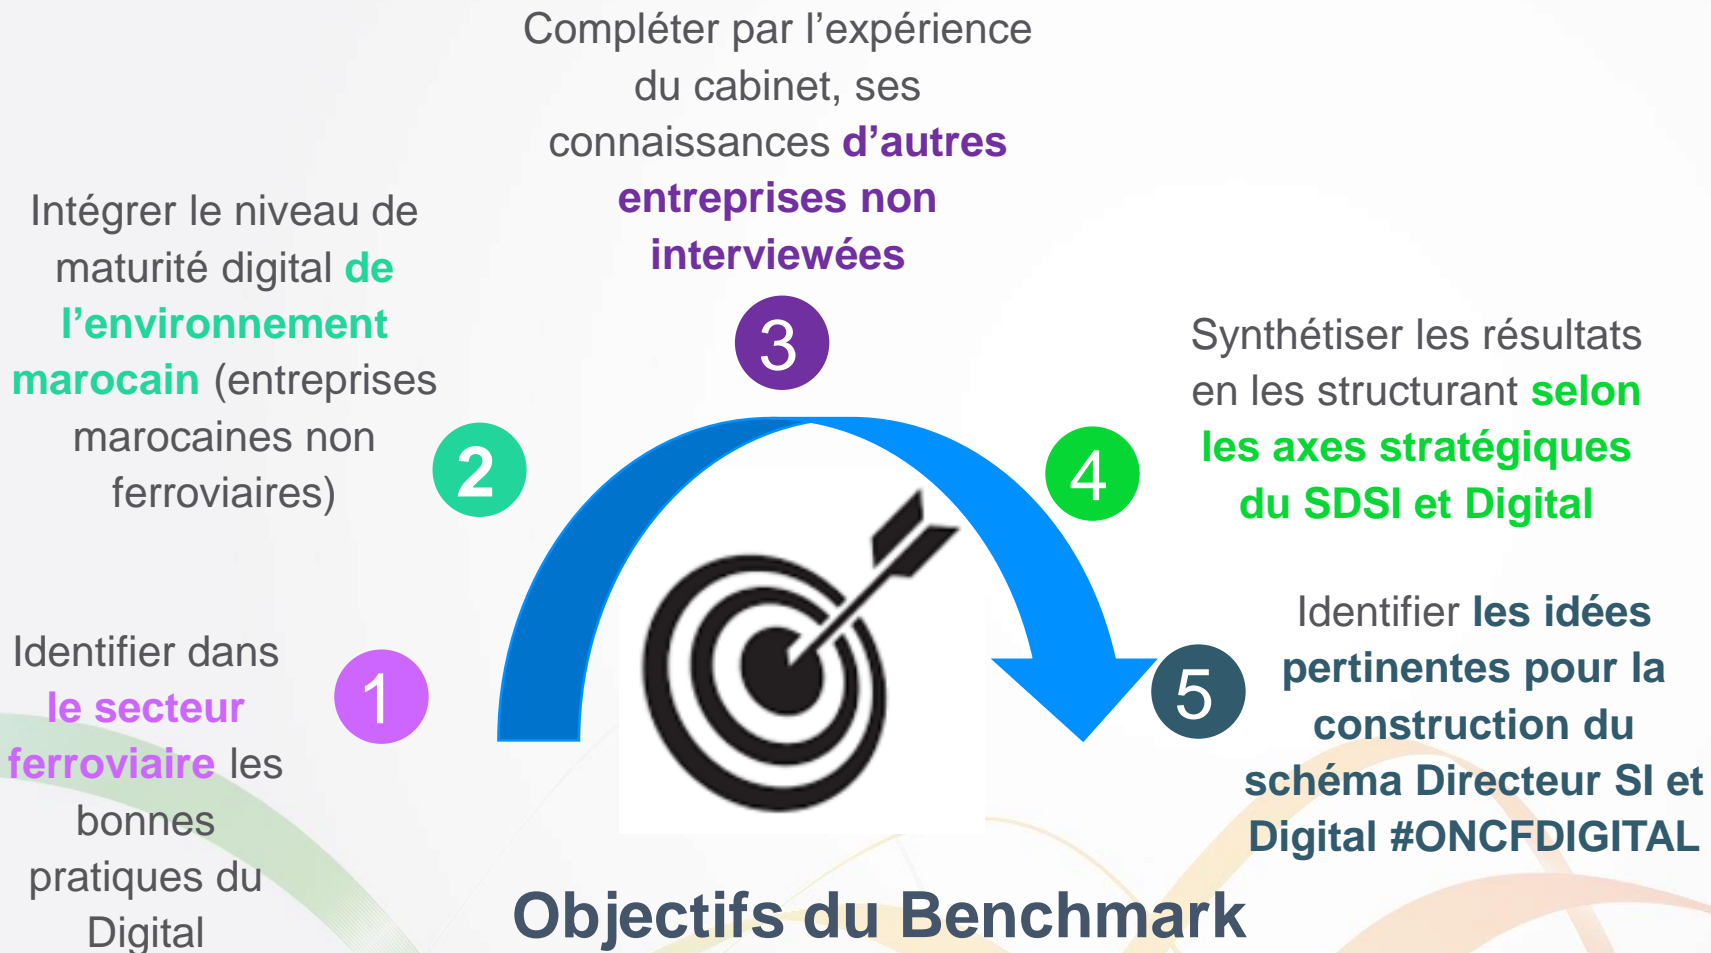 Identifier dans
le secteur
ferroviaire les
bonnes
pratiques du
Digital
1
Intégrer le niveau de
maturité digital de
l’environnement
marocain (entreprises
marocaines non
ferroviaires)
2
Compléter par l’expérience
du cabinet, ses
connaissances d’autres
entreprises non
interviewées
3
Synthétiser les résultats
en les structurant selon
les axes stratégiques
du SDSI et Digital
4
Identifier les idées
pertinentes pour la
construction du
schéma Directeur SI et
Digital #ONCFDIGITAL
5
Objectifs du Benchmark